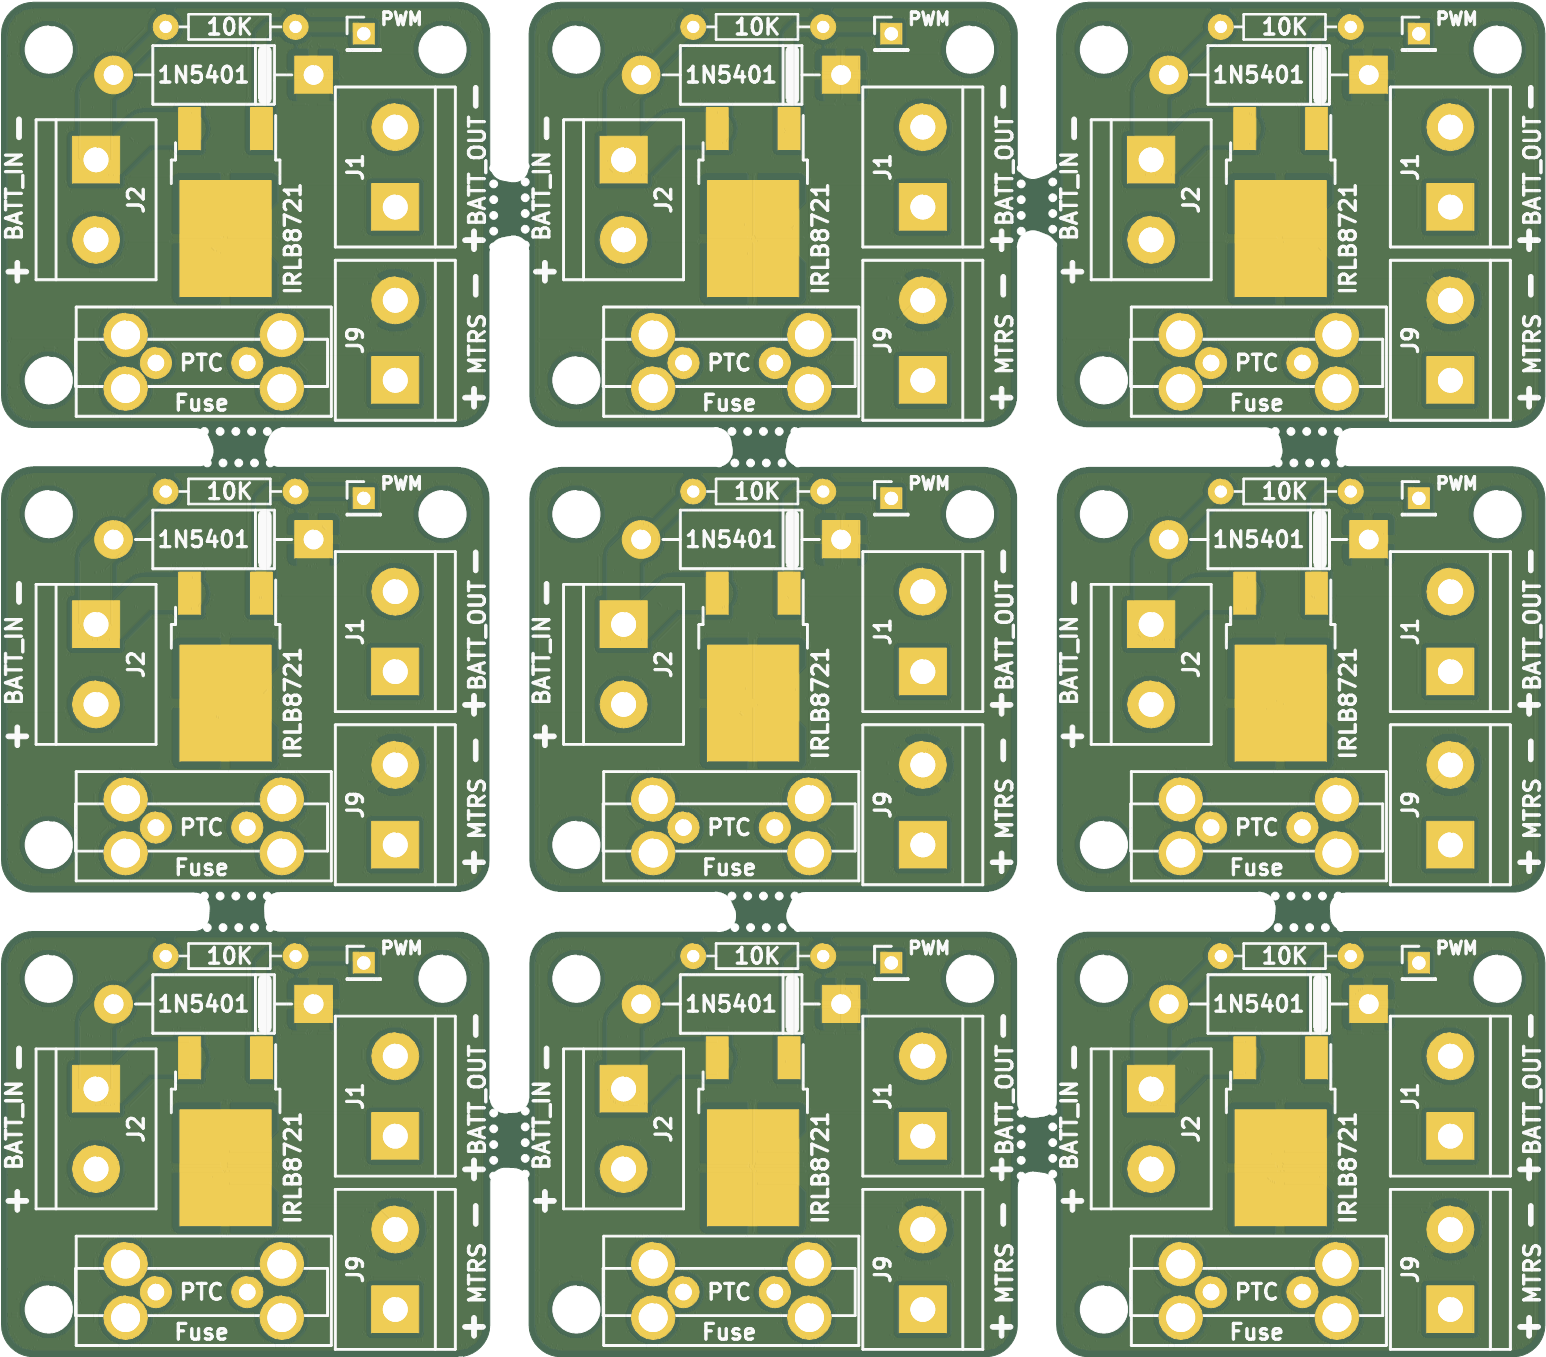 10K PWM
1N5401
- BATT_IN +
J2
IRLB8721
J1
- BATT_OUT +
PTC
Fuse
J9
- MTRS +
10K PWM
1N5401
- BATT_IN +
J2
IRLB8721
J1
- BATT_OUT +
PTC
Fuse
J9
- MTRS +
10K PWM
1N5401
- BATT_IN +
J2
IRLB8721
J1
- BATT_OUT +
PTC
Fuse
J9
- MTRS +
10K PWM
1N5401
- BATT_IN +
J2
IRLB8721
J1
- BATT_OUT +
PTC
Fuse
J9
- MTRS +
10K PWM
1N5401
- BATT_IN +
J2
IRLB8721
J1
- BATT_OUT +
PTC
Fuse
J9
- MTRS +
10K PWM
1N5401
- BATT_IN +
J2
IRLB8721
J1
- BATT_OUT +
PTC
Fuse
J9
- MTRS +
10K PWM
1N5401
- BATT_IN +
J2
IRLB8721
J1
- BATT_OUT +
PTC
Fuse
J9
- MTRS +
10K PWM
1N5401
- BATT_IN +
J2
IRLB8721
J1
- BATT_OUT +
PTC
Fuse
J9
- MTRS +
10K PWM
1N5401
- BATT_IN +
J2
IRLB8721
J1
- BATT_OUT +
PTC
Fuse
J9
- MTRS +